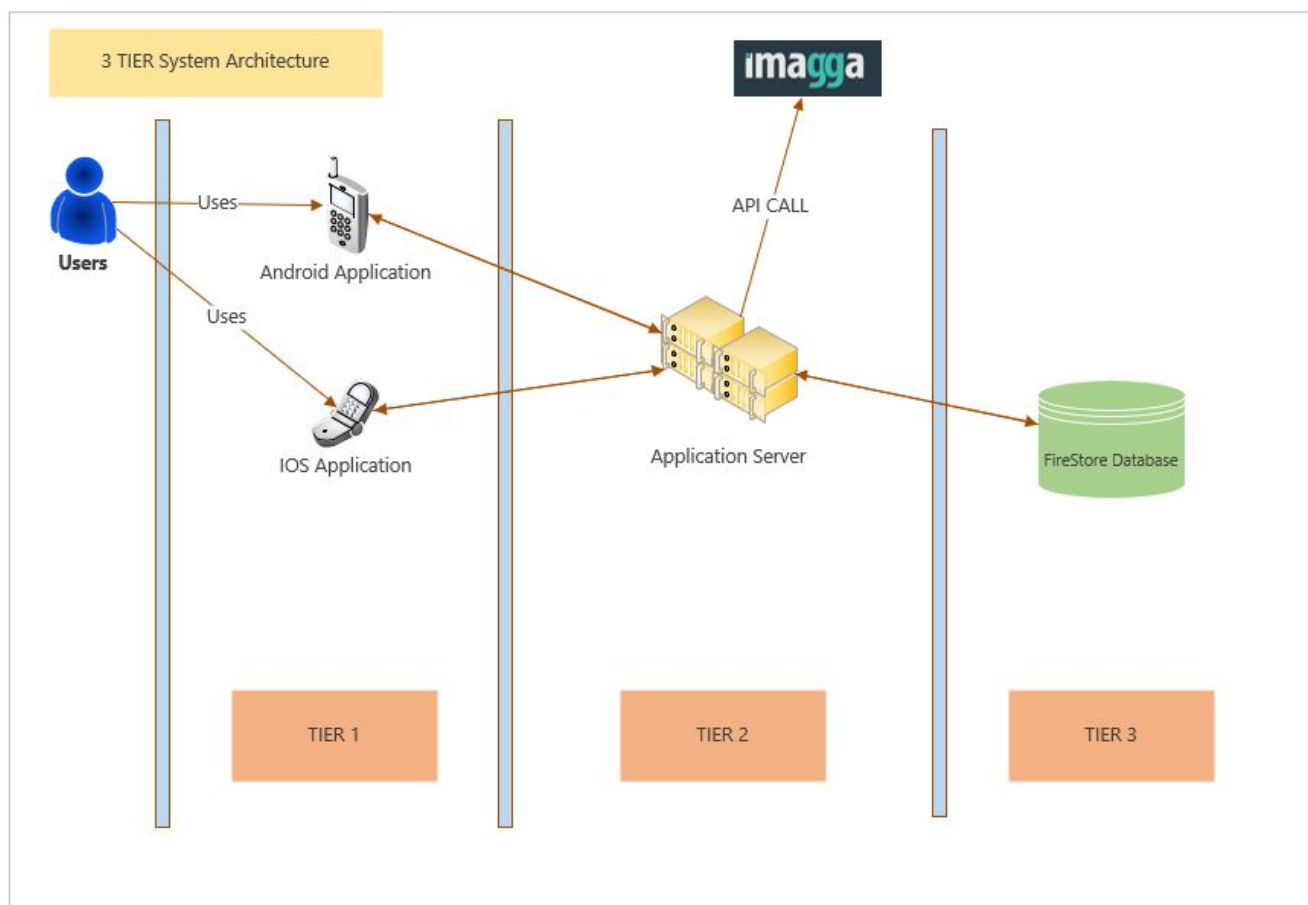 3 TIER System Architecture
imagga
Uses
API CALL
Users
Android Application
Uses
IOS Application
Application Server
FireStore Database
TIER 1
TIER 2
TIER 3